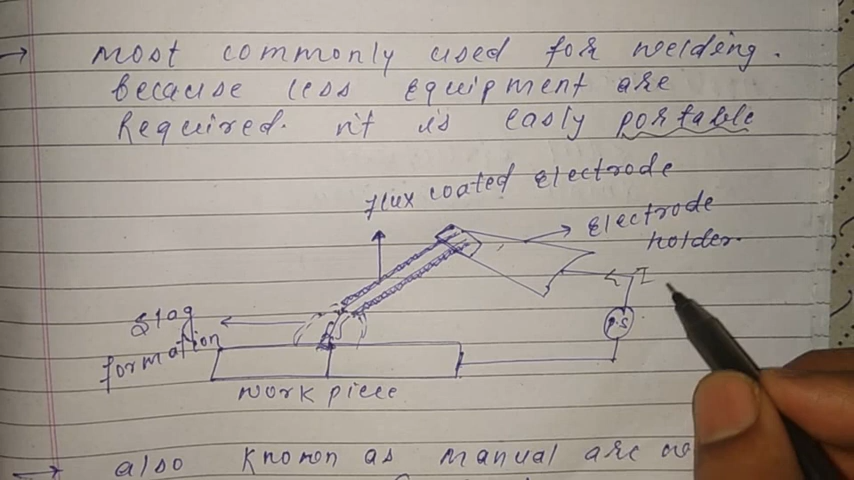 → most commonly used for welding.
because less equipment are
Required. it is easly portable
flux coated Electrode
Electrode
holder.
I
Slag
formation
P.S
work piece
→ also known as manual arc